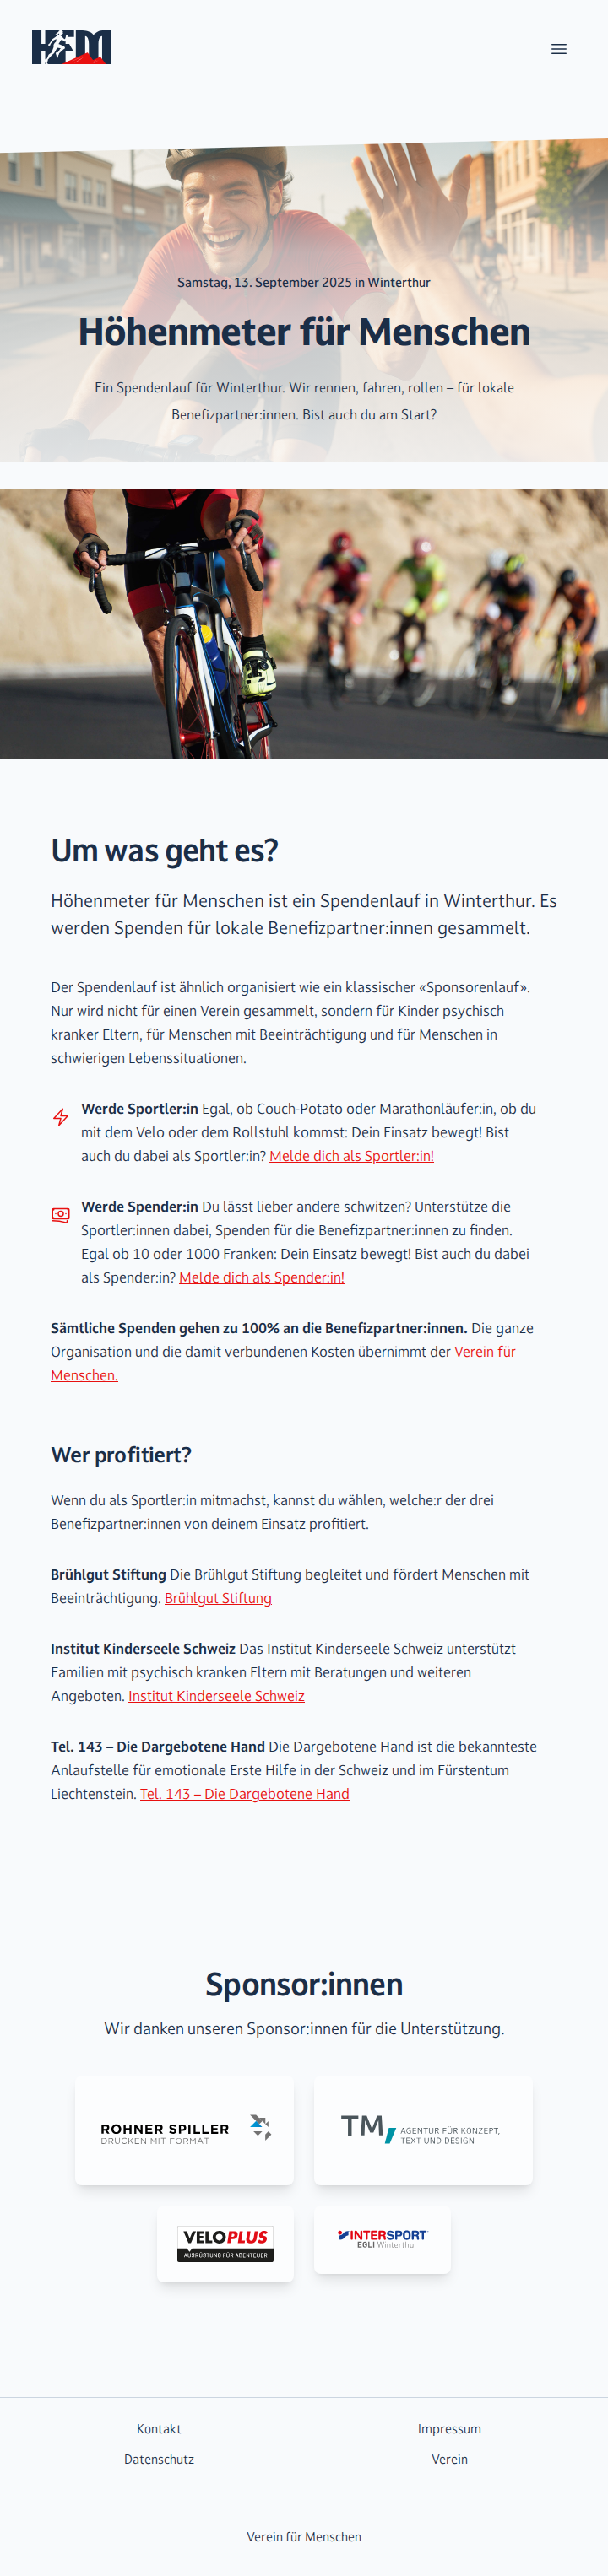 HFM
Samstag, 13. September 2025 in Winterthur
Höhenmeter für Menschen
Ein Spendenlauf für Winterthur. Wir rennen, fahren, rollen – für lokale
Benefizpartner:innen. Bist auch du am Start?
Um was geht es?
Höhenmeter für Menschen ist ein Spendenlauf in Winterthur. Es
werden Spenden für lokale Benefizpartner:innen gesammelt.
Der Spendenlauf ist ähnlich organisiert wie ein klassischer «Sponsorenlauf».
Nur wird nicht für einen Verein gesammelt, sondern für Kinder psychisch
kranker Eltern, für Menschen mit Beeinträchtigung und für Menschen in
schwierigen Lebenssituationen.
Werde Sportler:in Egal, ob Couch-Potato oder Marathonläufer:in, ob du
mit dem Velo oder dem Rollstuhl kommst: Dein Einsatz bewegt! Bist
auch du dabei als Sportler:in? Melde dich als Sportler:in!
Werde Spender:in Du lässt lieber andere schwitzen? Unterstütze die
Sportler:innen dabei, Spenden für die Benefizpartner:innen zu finden.
Egal ob 10 oder 1000 Franken: Dein Einsatz bewegt! Bist auch du dabei
als Spender:in? Melde dich als Spender:in!
Sämtliche Spenden gehen zu 100% an die Benefizpartner:innen. Die ganze
Organisation und die damit verbundenen Kosten übernimmt der Verein für
Menschen.
Wer profitiert?
Wenn du als Sportler:in mitmachst, kannst du wählen, welche:r der drei
Benefizpartner:innen von deinem Einsatz profitiert.
Brühlgut Stiftung Die Brühlgut Stiftung begleitet und fördert Menschen mit
Beeinträchtigung. Brühlgut Stiftung
Institut Kinderseele Schweiz Das Institut Kinderseele Schweiz unterstützt
Familien mit psychisch kranken Eltern mit Beratungen und weiteren
Angeboten. Institut Kinderseele Schweiz
Tel. 143 – Die Dargebotene Hand Die Dargebotene Hand ist die bekannteste
Anlaufstelle für emotionale Erste Hilfe in der Schweiz und im Fürstentum
Liechtenstein. Tel. 143 – Die Dargebotene Hand
Sponsor:innen
Wir danken unseren Sponsor:innen für die Unterstützung.
ROHNER SPILLER
DRUCKEN MIT FORMAT
TM
AGENTUR FÜR KONZEPT,
TEXT UND DESIGN
VELOPLUS
AUSRÜSTUNG FÜR ABENTEUER
INTERSPORT
EGLI Winterthur
Kontakt
Impressum
Datenschutz
Verein
Verein für Menschen